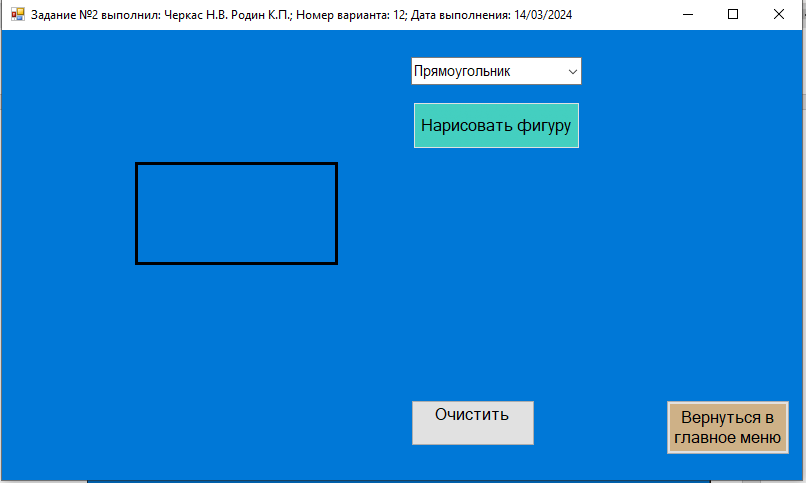 Задание №2 выполнил: Черкас Н.В. Родин К.П.; Номер варианта: 12; Дата выполнения: 14/03/2024
Прямоугольник
Нарисовать фигуру
Очистить
Вернуться в
главное меню